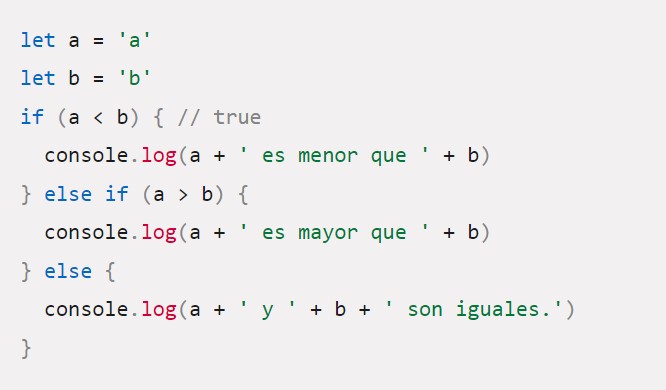 let a = 'a'
let b = 'b'
if (a < b) { // true
  console.log(a + ' es menor que ' + b)
} else if (a > b) {
  console.log(a + ' es mayor que ' + b)
} else {
  console.log(a + ' y ' + b + ' son iguales.')
}